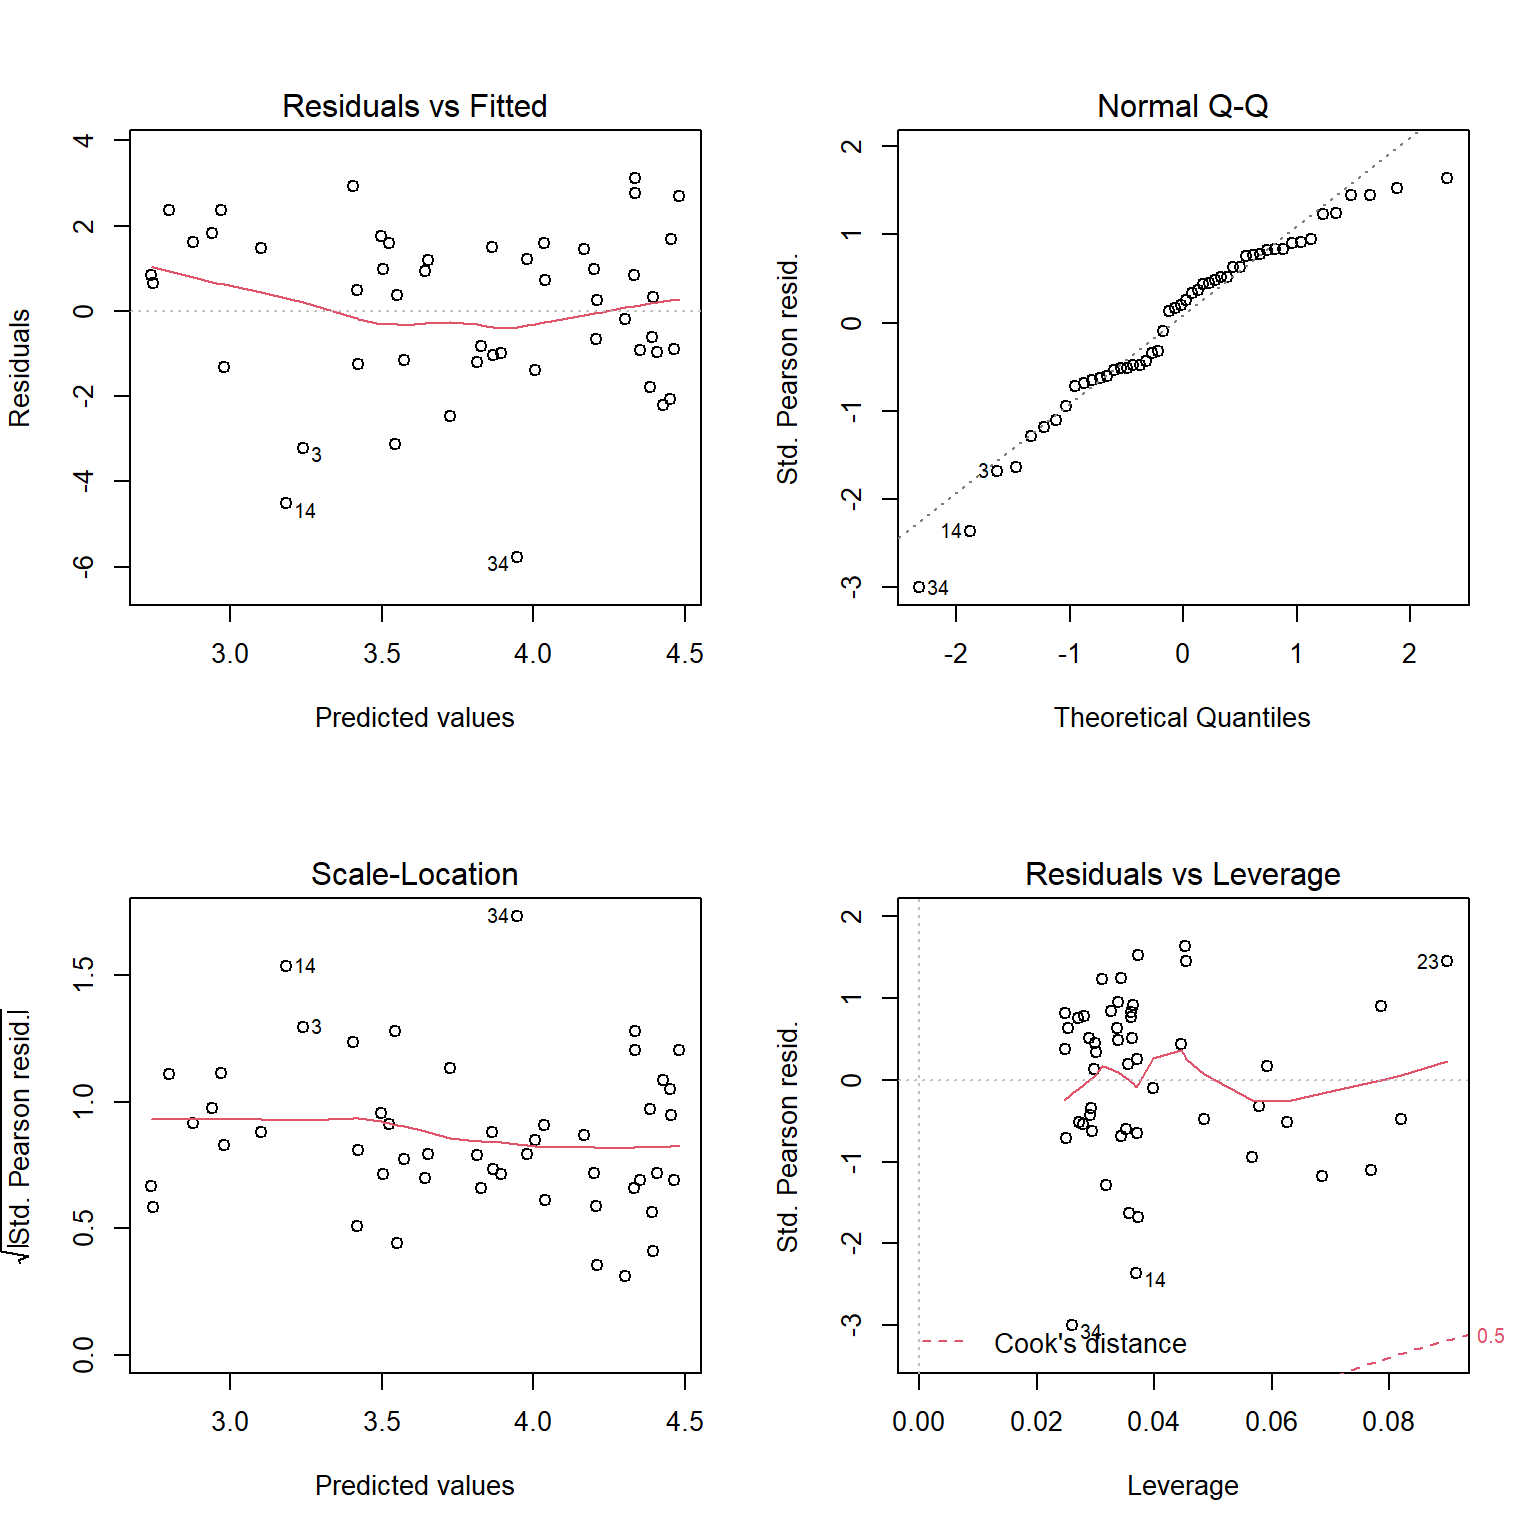 Residuals vs Fitted
4
2
0
-2
-4
-6
Residuals
3
14
34
3.0 3.5 4.0 4.5
Predicted values
Normal Q-Q
2
1
0
-1
-2
-3
Std. Pearson resid.
3
14
34
-2 -1 0 1 2
Theoretical Quantiles
Scale-Location
1.5
1.0
0.5
0.0
√|Std. Pearson resid.|
34
14
3
3.0 3.5 4.0 4.5
Predicted values
Residuals vs Leverage
2
1
0
-1
-2
-3
Std. Pearson resid.
23
14
34
Cook's distance
0.5
0.00 0.02 0.04 0.06 0.08
Leverage